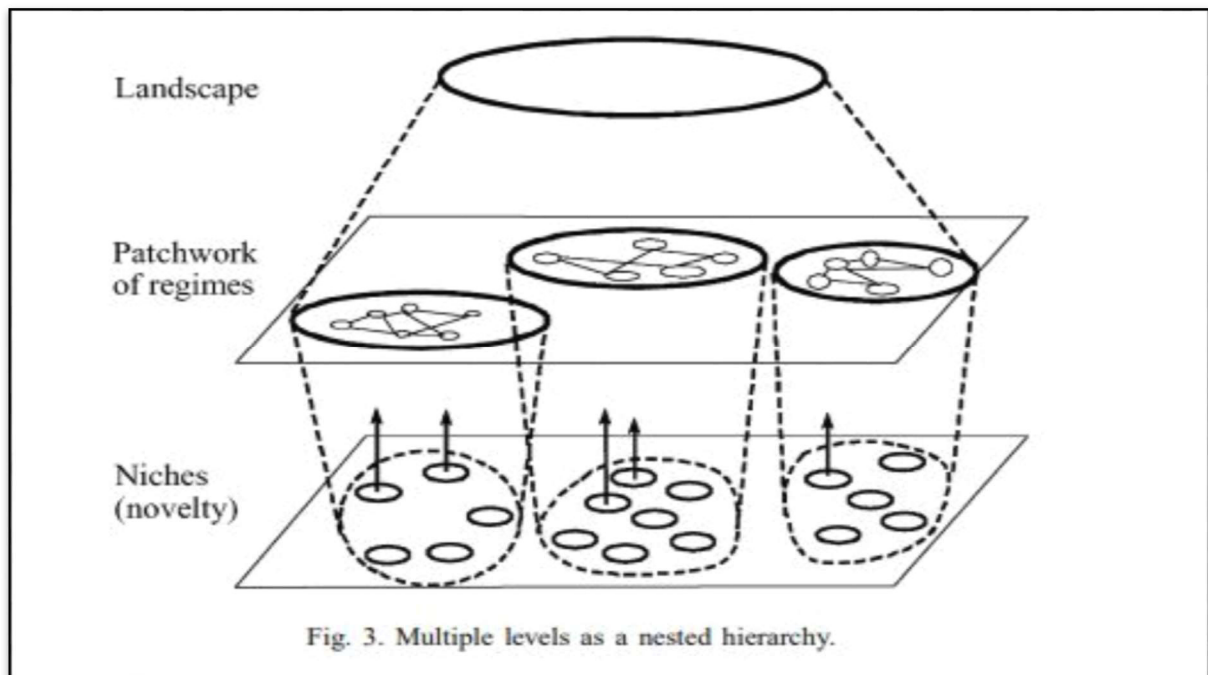 Landscape
Patchwork
of regimes
Niches
(novelty)
Fig. 3. Multiple levels as a nested hierarchy.